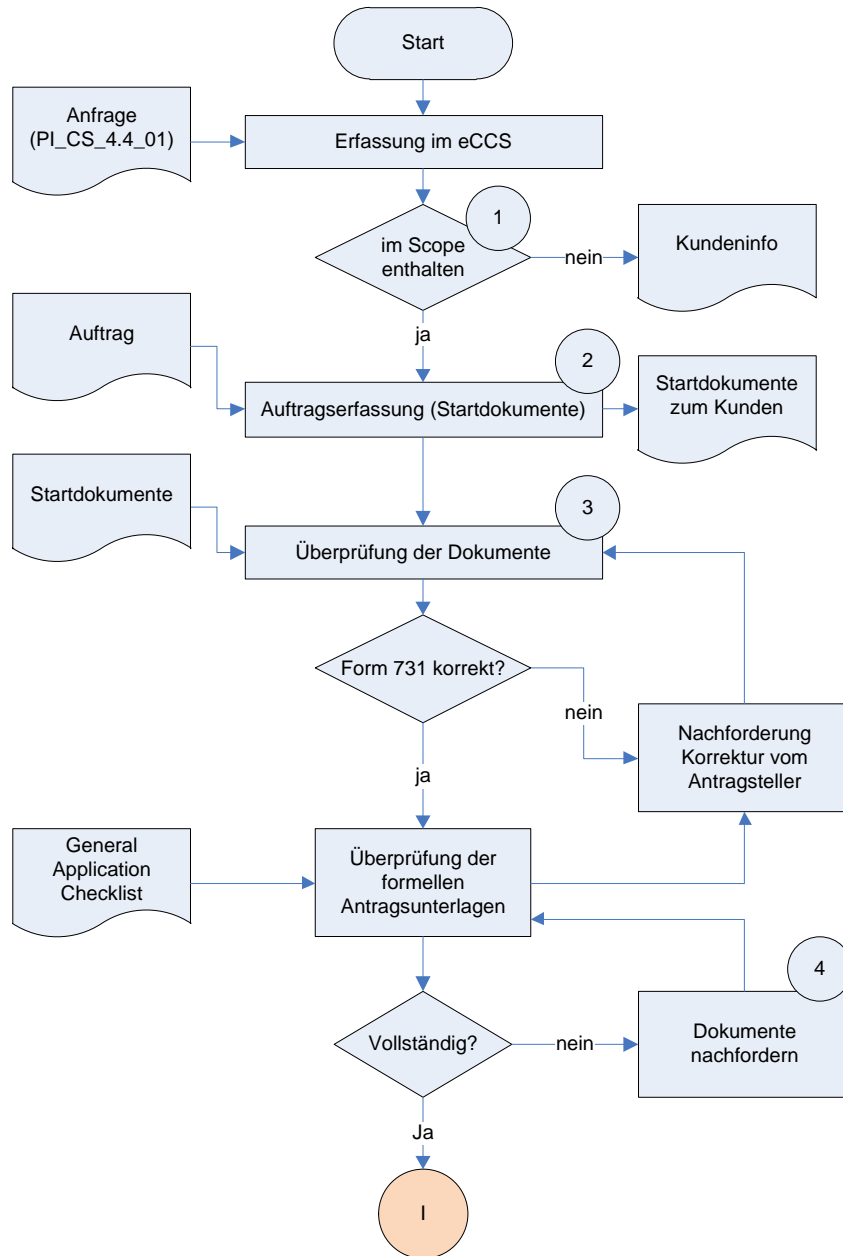 Start
Anfrage
(PI_CS_4.4_01)
Erfassung im eCCS
1
im Scope
enthalten
nein
Kundeninfo
ja
Auftrag
2
Auftragserfassung (Startdokumente)
Startdokumente
zum Kunden
Startdokumente
3
Überprüfung der Dokumente
Form 731 korrekt?
nein
Nachforderung
Korrektur vom
Antragsteller
ja
General
Application
Checklist
Überprüfung der
formellen
Antragsunterlagen
4
Vollständig?
nein
Dokumente
nachfordern
Ja
I